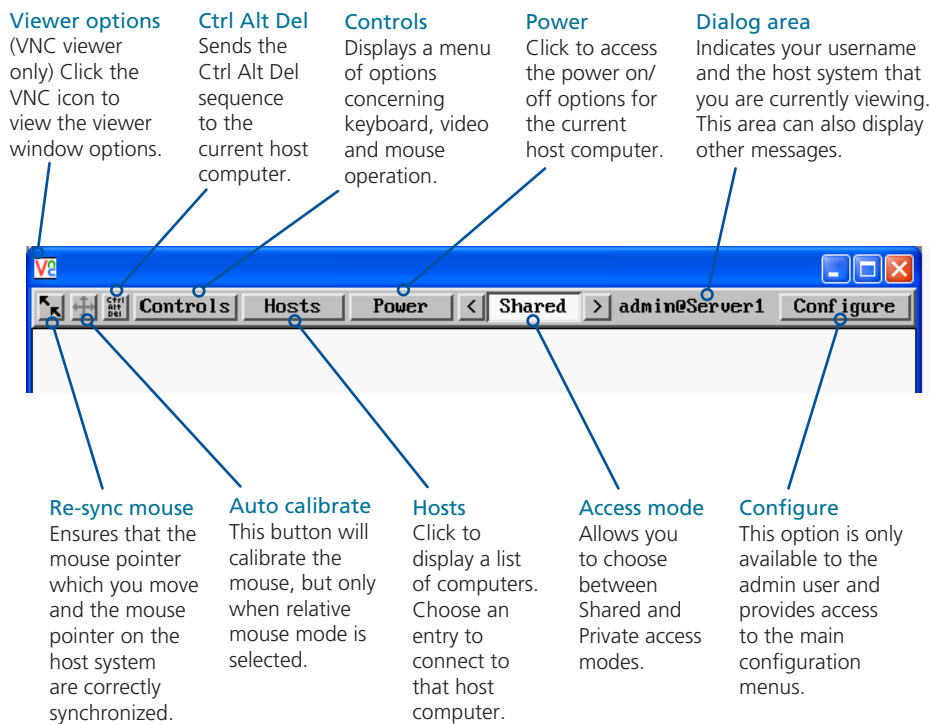 Viewer options
(VNC viewer
only) Click the
VNC icon to
view the viewer
window options.
Ctrl Alt Del
Sends the
Ctrl Alt Del
sequence
to the
current host
computer.
Controls
Displays a menu
of options
concerning
keyboard, video
and mouse
operation.
Power
Click to access
the power on/
off options for
the current
host computer.
Dialog area
Indicates your username
and the host system that
you are currently viewing.
This area can also display
other messages.
Ctrl
Alt
Del
Controls
Hosts
Power
<
Shared
>
admin@Server1
Configure
Re-sync mouse
Ensures that the
mouse pointer
which you move
and the mouse
pointer on the
host system
are correctly
synchronized.
Auto calibrate
This button will
calibrate the
mouse, but only
when relative
mouse mode is
selected.
Hosts
Click to
display a list
of computers.
Choose an
entry to
connect to
that host
computer.
Access mode
Allows you
to choose
between
Shared and
Private access
modes.
Configure
This option is only
available to the
admin user and
provides access
to the main
configuration
menus.